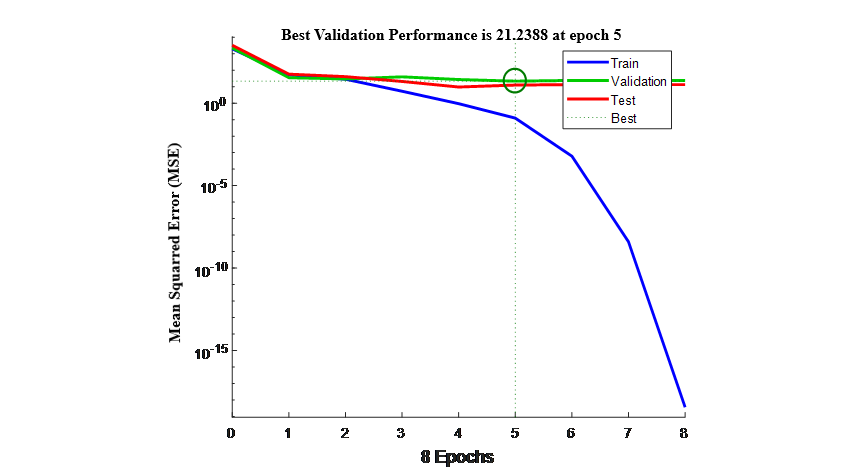 Best Validation Performance is 21.2388 at epoch 5
Train
Validation
Test
Best
Mean Squarred Error (MSE)
10^0
10^-5
10^-10
10^-15
0 1 2 3 4 5 6 7 8
8 Epochs